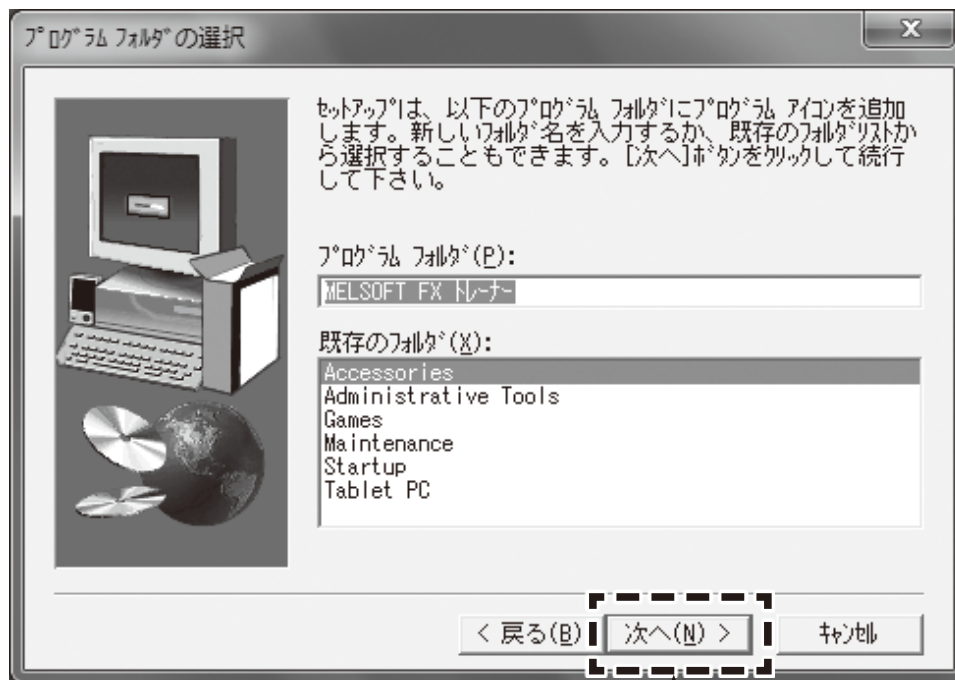 ﾌﾟﾛｸﾞﾗﾑ ﾌｫﾙﾀﾞの選択
ｾｯﾄｱｯﾌﾟは、以下のﾌﾟﾛｸﾞﾗﾑ ﾌｫﾙﾀﾞにﾌﾟﾛｸﾞﾗﾑ ｱｲｺﾝを追加
します。新しいﾌｫﾙﾀﾞ名を入力するか、既存のﾌｫﾙﾀﾞﾘｽﾄか
ら選択することもできます。[次へ]ﾎﾞﾀﾝをｸﾘｯｸして続行
して下さい。
ﾌﾟﾛｸﾞﾗﾑ ﾌｫﾙﾀﾞ(P):
MELSOFT FX ﾄﾚｰﾅｰ
既存のﾌｫﾙﾀﾞ(X):
Accessories
Administrative Tools
Games
Maintenance
Startup
Tablet PC
< 戻る(B) 次へ(N) > ｷｬﾝｾﾙ